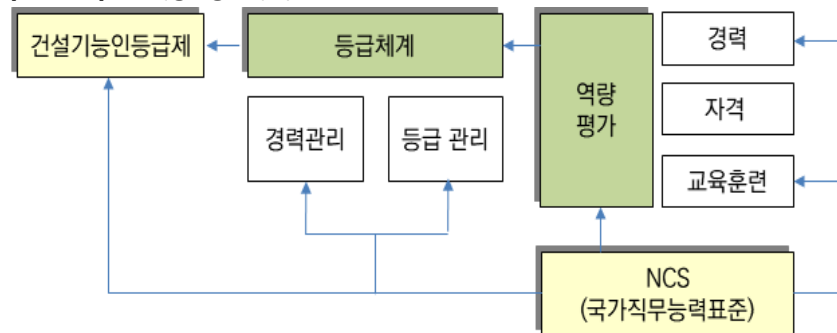 건설기능인등급제
등급체계
역량
평가
경력
자격
교육훈련
경력관리
등급 관리
NCS
(국가직무능력표준)